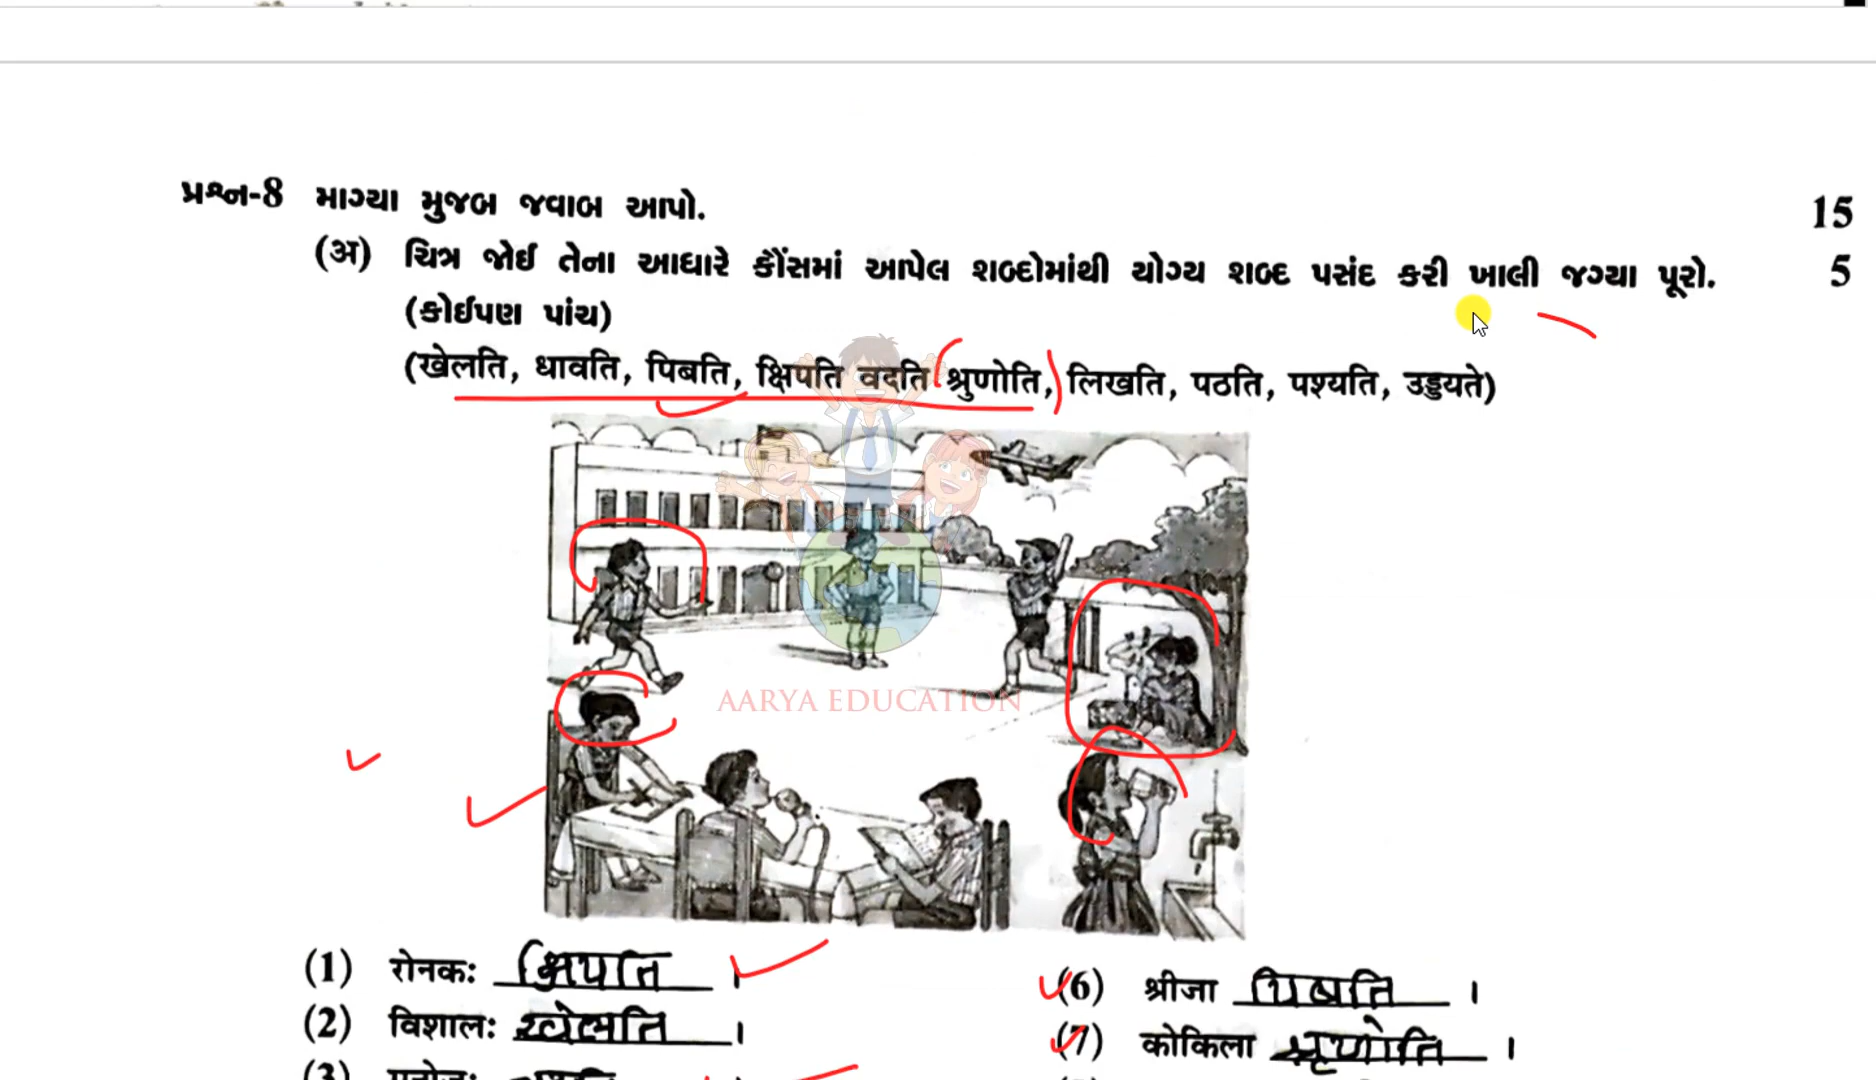 પ્રશ્ન-8 માગ્યા મુજબ જવાબ આપો. 15
(अ) ચિત્ર જોઈ તેના આધારે કૌંસમાં આપેલ શબ્દોમાંથી યોગ્ય શબ્દ પસંદ કરી ખાલી જગ્યા પૂરો. 5
(કોઈપણ પાંચ)
(खेलति, धावति, पिबति, क्षिपति वदति श्रुणोति, लिखति, पठति, पश्यति, उड्डयते)
AARYA EDUCATION
(1) रोनकः क्षिपति ।
(2) विशालः खेलति ।
(3)
(6) श्रीजा पिबति ।
(7) कोकिला श्रृणोति ।